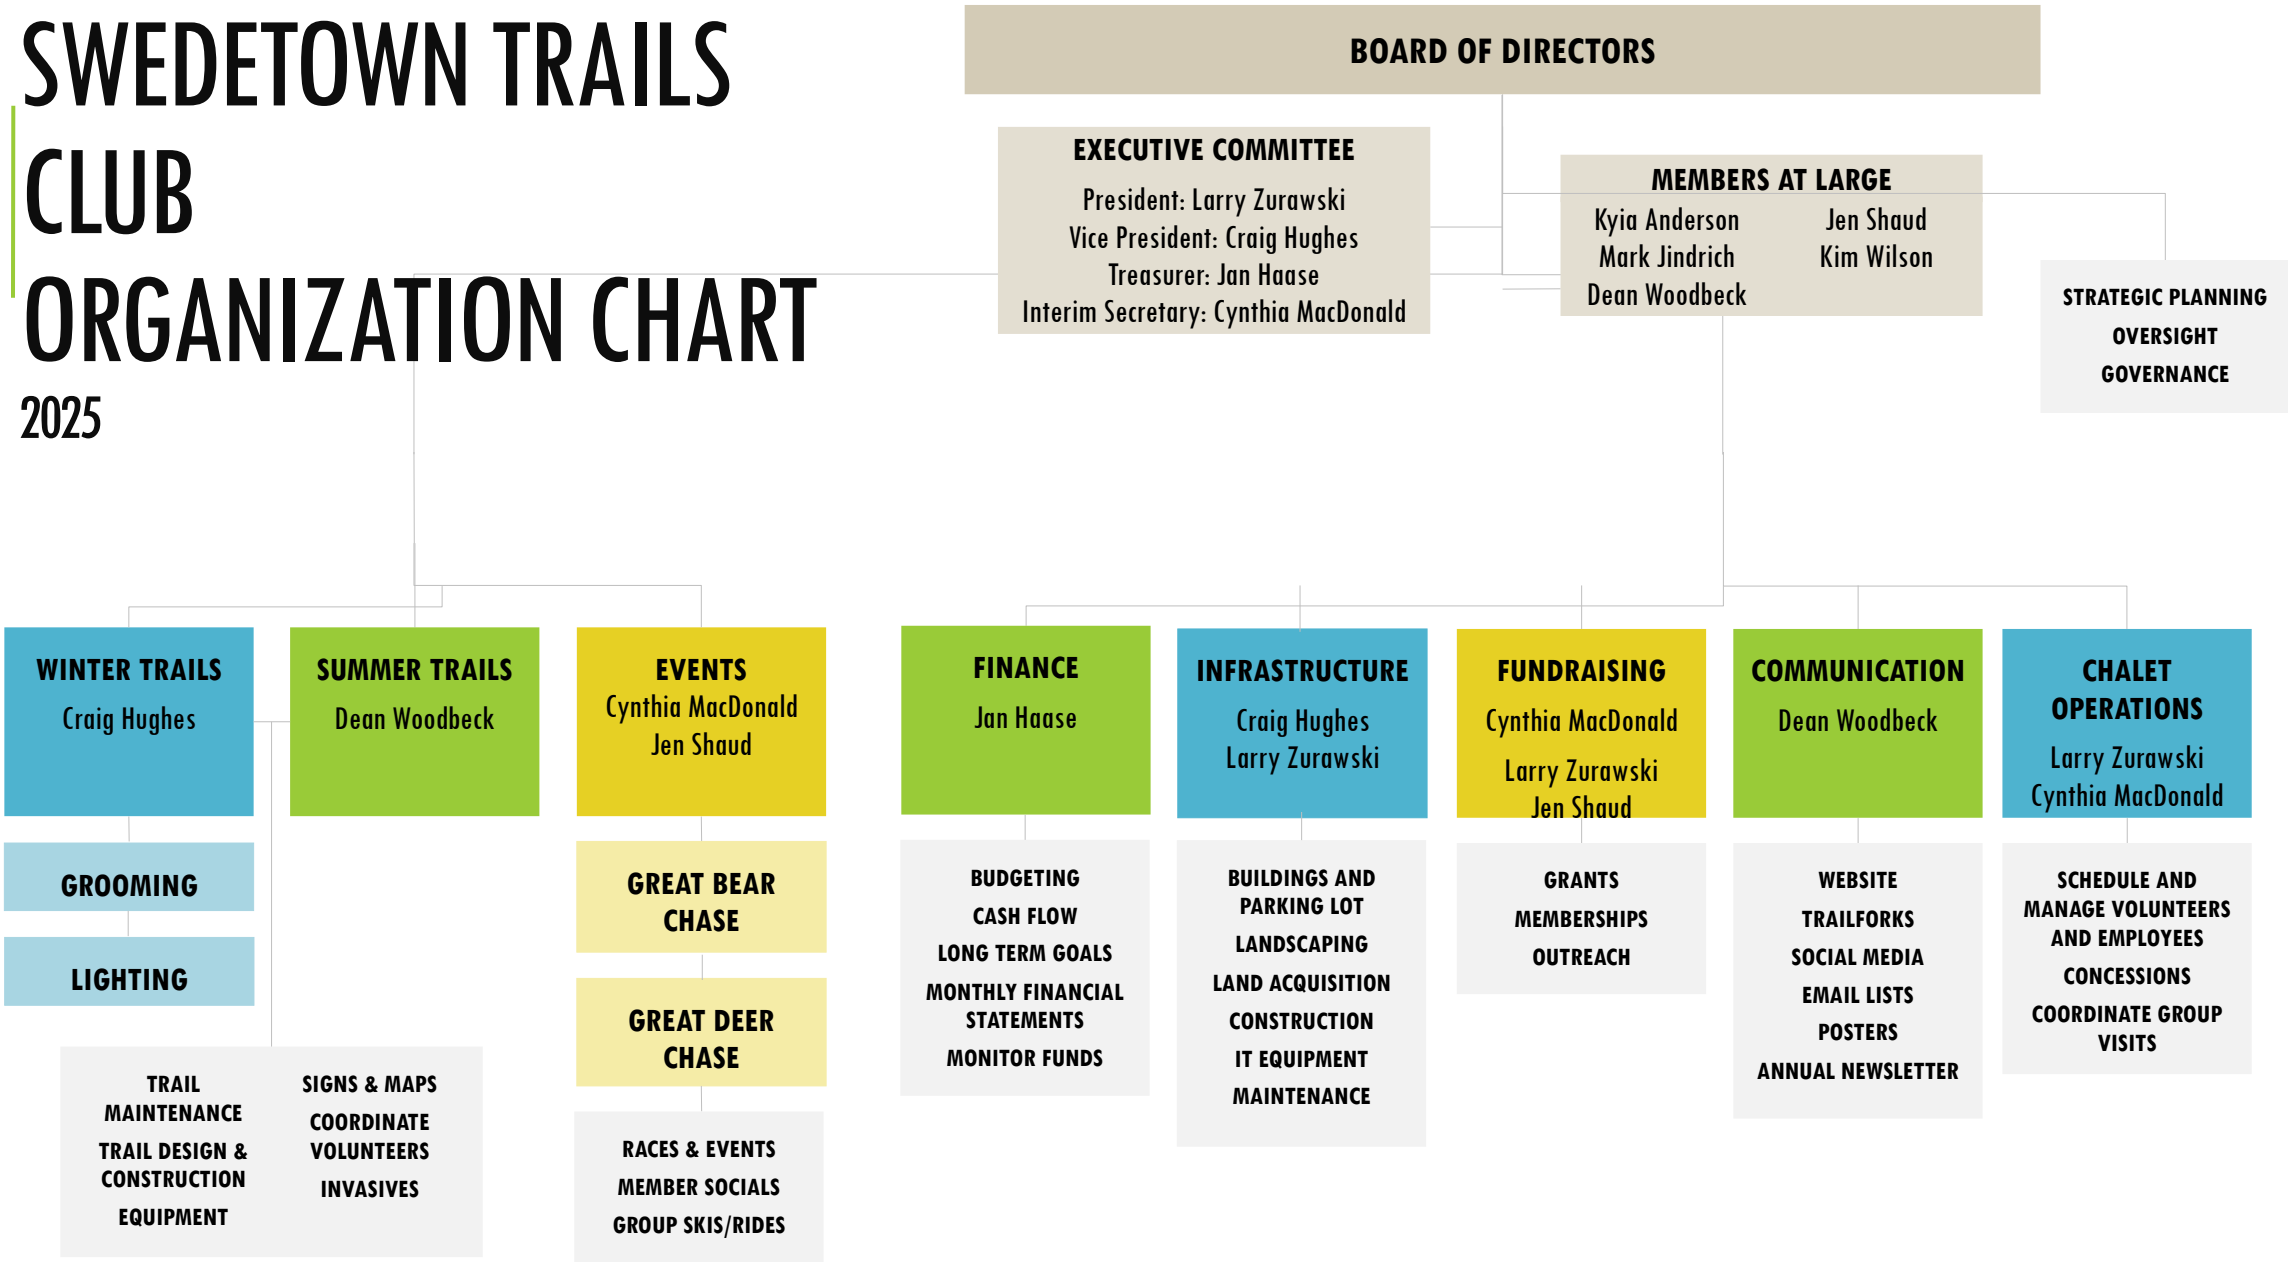 SWEDETOWN TRAILS
CLUB
ORGANIZATION CHART
2025
BOARD OF DIRECTORS
EXECUTIVE COMMITTEE
President: Larry Zurawski
Vice President: Craig Hughes
Treasurer: Jan Haase
Interim Secretary: Cynthia MacDonald
MEMBERS AT LARGE
Kyia Anderson
Mark Jindrich
Dean Woodbeck
Jen Shaud
Kim Wilson
STRATEGIC PLANNING
OVERSIGHT
GOVERNANCE
WINTER TRAILS
Craig Hughes
GROOMING
LIGHTING
SUMMER TRAILS
Dean Woodbeck
TRAIL
MAINTENANCE
TRAIL DESIGN &
CONSTRUCTION
EQUIPMENT
SIGNS & MAPS
COORDINATE
VOLUNTEERS
INVASIVES
EVENTS
Cynthia MacDonald
Jen Shaud
GREAT BEAR
CHASE
GREAT DEER
CHASE
RACES & EVENTS
MEMBER SOCIALS
GROUP SKIS/RIDES
FINANCE
Jan Haase
BUDGETING
CASH FLOW
LONG TERM GOALS
MONTHLY FINANCIAL
STATEMENTS
MONITOR FUNDS
INFRASTRUCTURE
Craig Hughes
Larry Zurawski
BUILDINGS AND
PARKING LOT
LANDSCAPING
LAND ACQUISITION
CONSTRUCTION
IT EQUIPMENT
MAINTENANCE
FUNDRAISING
Cynthia MacDonald
Larry Zurawski
Jen Shaud
GRANTS
MEMBERSHIPS
OUTREACH
COMMUNICATION
Dean Woodbeck
WEBSITE
TRAILFORKS
SOCIAL MEDIA
EMAIL LISTS
POSTERS
ANNUAL NEWSLETTER
CHALET
OPERATIONS
Larry Zurawski
Cynthia MacDonald
SCHEDULE AND
MANAGE VOLUNTEERS
AND EMPLOYEES
CONCESSIONS
COORDINATE GROUP
VISITS